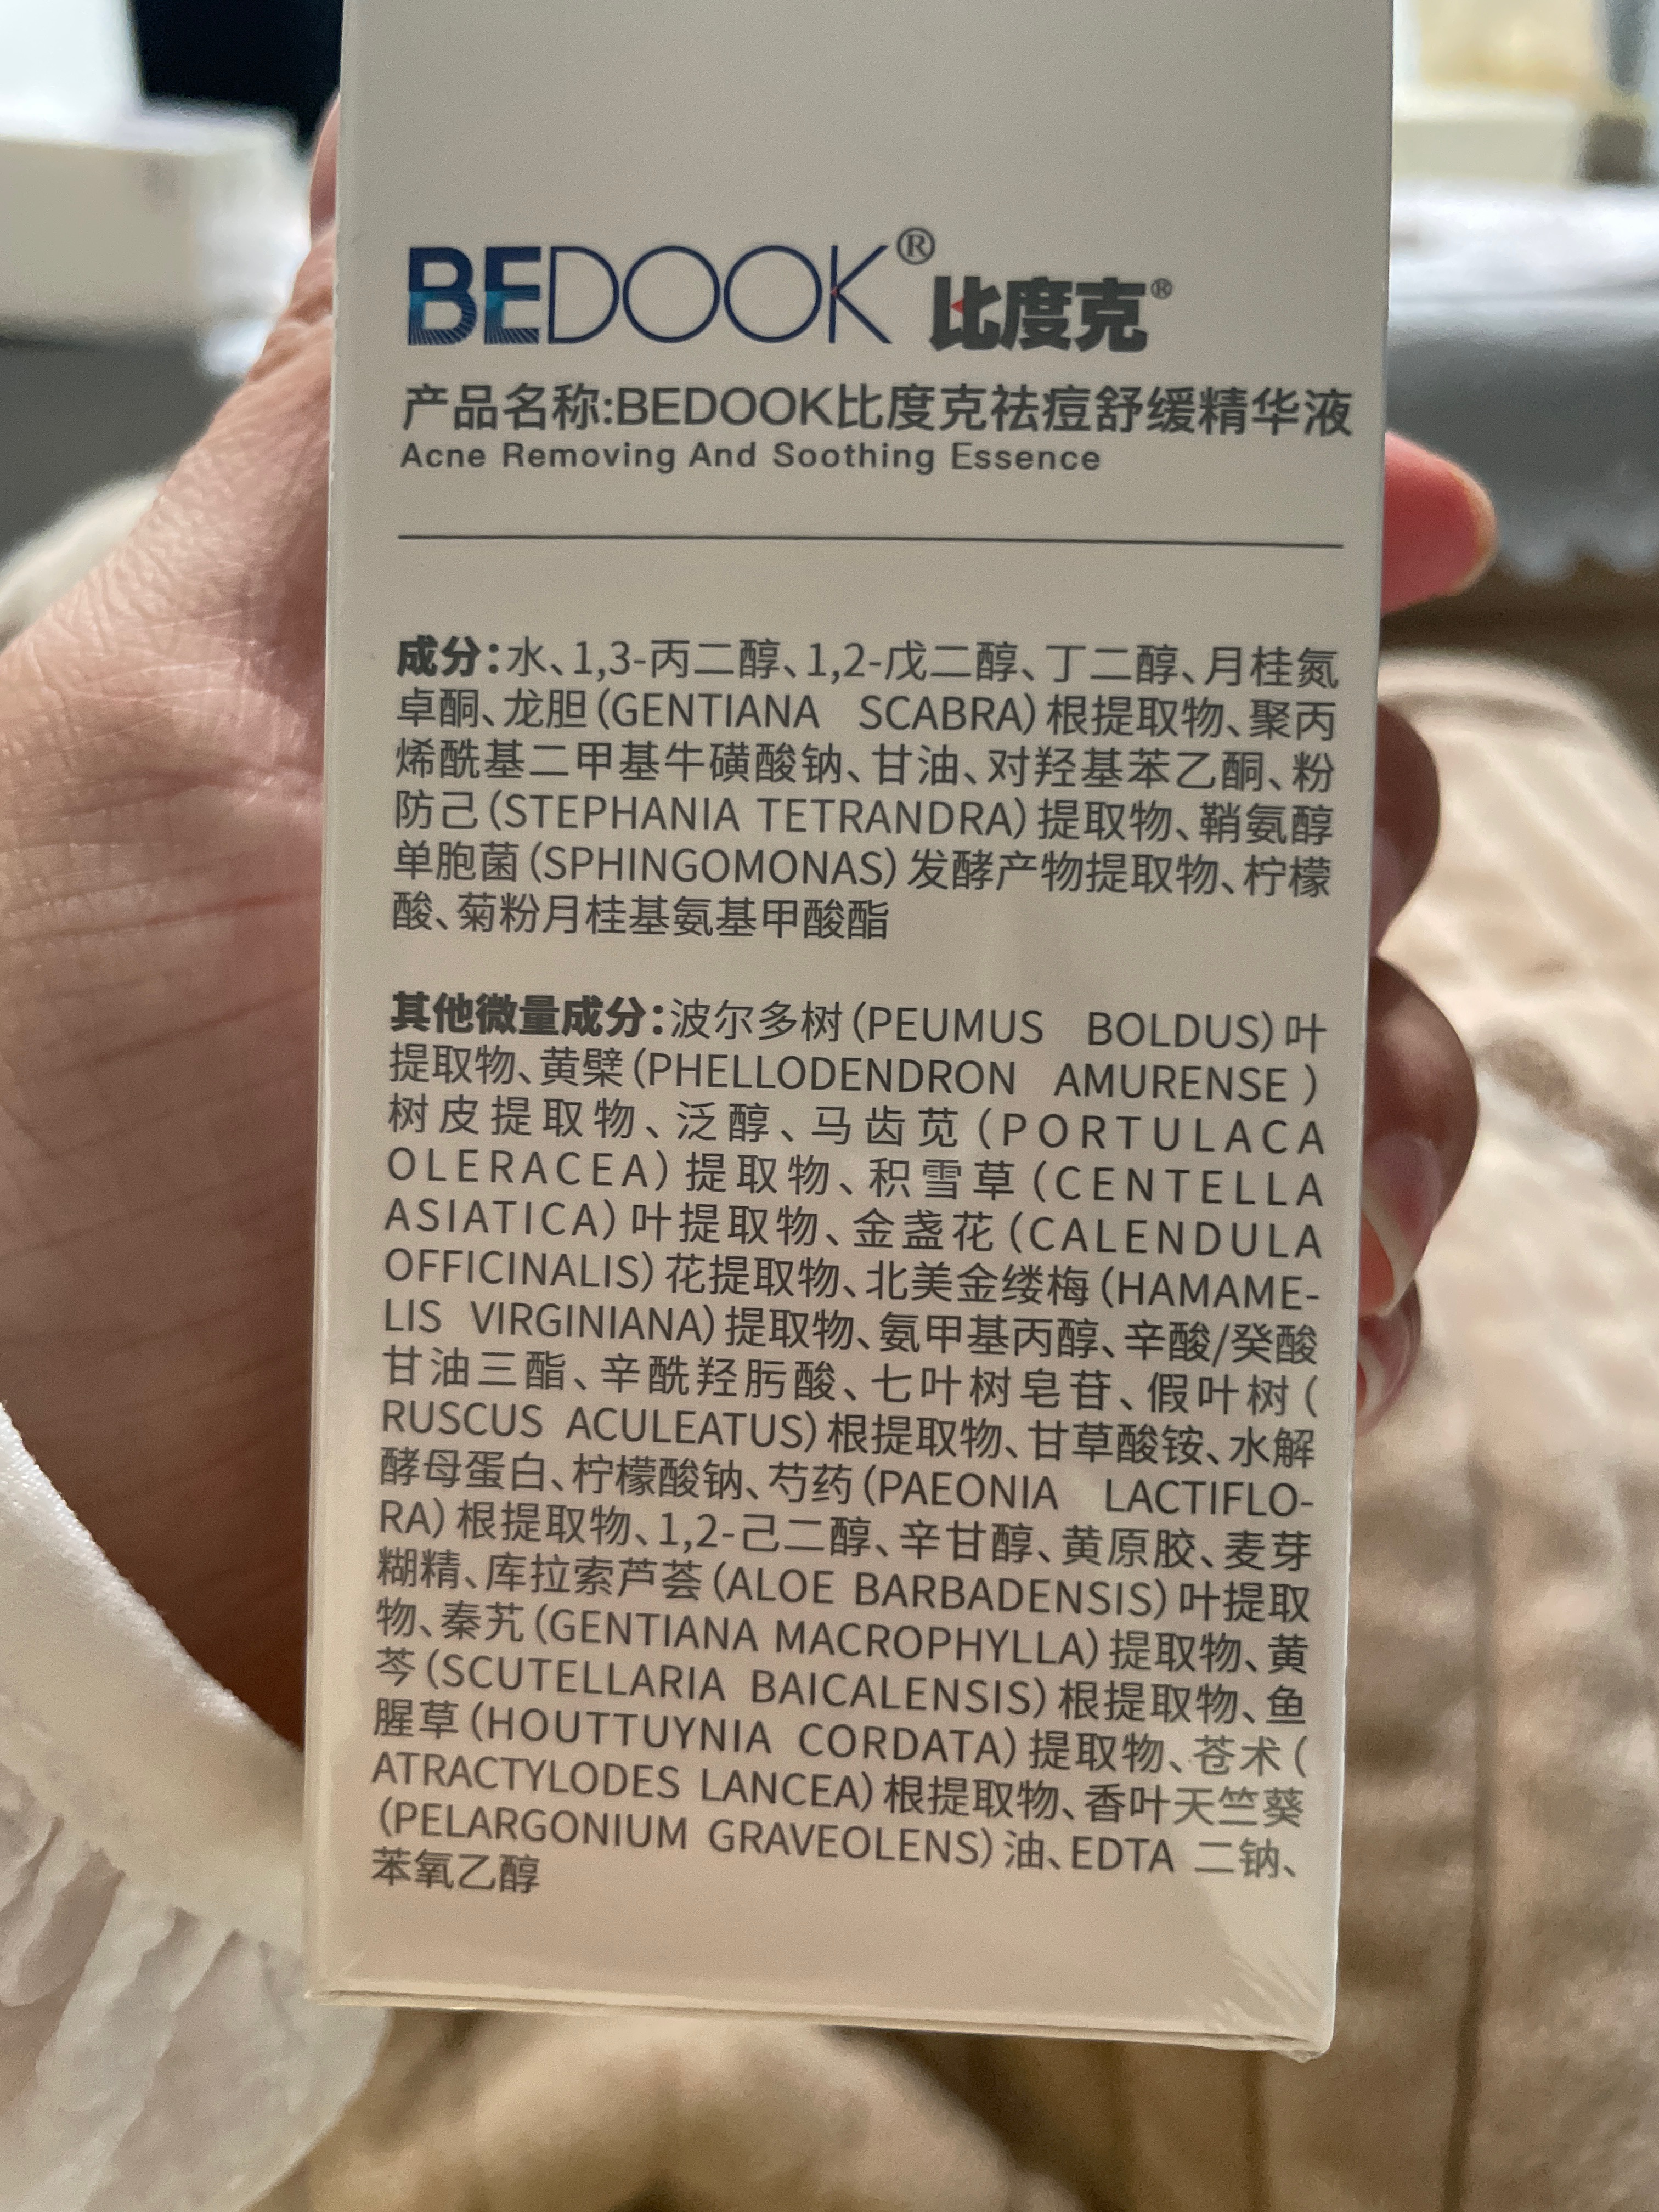 BEDOOK® 比度克®
产品名称:BEDOOK比度克祛痘舒缓精华液
Acne Removing And Soothing Essence
成分:水、1,3-丙二醇、1,2-戊二醇、丁二醇、月桂氮
卓酮、龙胆(GENTIANA SCABRA)根提取物、聚丙
烯酰基二甲基牛磺酸钠、甘油、对羟基苯乙酮、粉
防己(STEPHANIA TETRANDRA)提取物、鞘氨醇
单胞菌(SPHINGOMONAS)发酵产物提取物、柠檬
酸、菊粉月桂基氨基甲酸酯
其他微量成分:波尔多树(PEUMUS BOLDUS)叶
提取物、黄檗(PHELLODENDRON AMURENSE)
树皮提取物、泛醇、马齿苋(PORTULACA
OLERACEA)提取物、积雪草(CENTELLA
ASIATICA)叶提取物、金盏花(CALENDULA
OFFICINALIS)花提取物、北美金缕梅(HAMAME-
LIS VIRGINIANA)提取物、氨甲基丙醇、辛酸/癸酸
甘油三酯、辛酰羟肟酸、七叶树皂苷、假叶树(
RUSCUS ACULEATUS)根提取物、甘草酸铵、水解
酵母蛋白、柠檬酸钠、芍药(PAEONIA LACTIFLO-
RA)根提取物、1,2-己二醇、辛甘醇、黄原胶、麦芽
糊精、库拉索芦荟(ALOE BARBADENSIS)叶提取
物、秦艽(GENTIANA MACROPHYLLA)提取物、黄
芩(SCUTELLARIA BAICALENSIS)根提取物、鱼
腥草(HOUTTUYNIA CORDATA)提取物、苍术(
ATRACTYLODES LANCEA)根提取物、香叶天竺葵
(PELARGONIUM GRAVEOLENS)油、EDTA 二钠、
苯氧乙醇